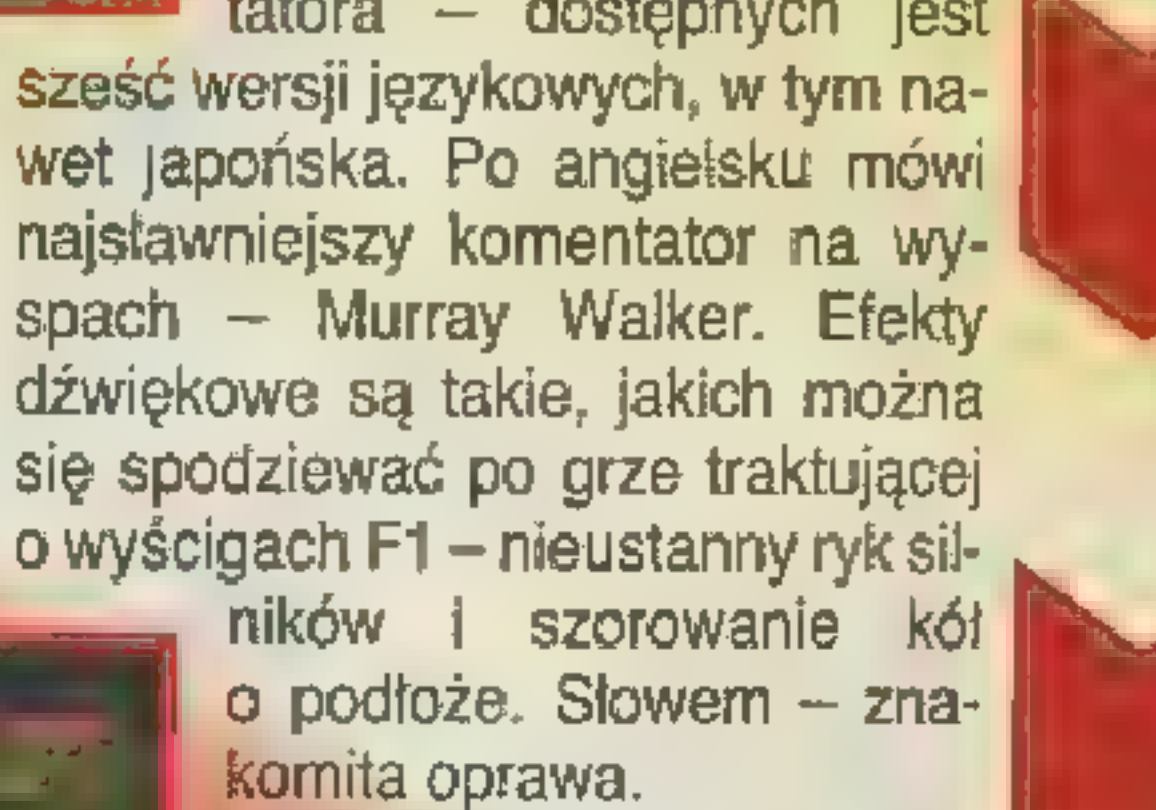 tatora – dostępnych jest
sześć wersji językowych, w tym na-
wet japońska. Po angielsku mówi
najsławniejszy komentator na wy-
spach – Murray Walker. Efekty
dźwiękowe są takie, jakich można
się spodziewać po grze traktującej
o wyścigach F1 – nieustanny ryk sil-
ników i szorowanie kół
o podłoże. Słowem – zna-
komita oprawa.